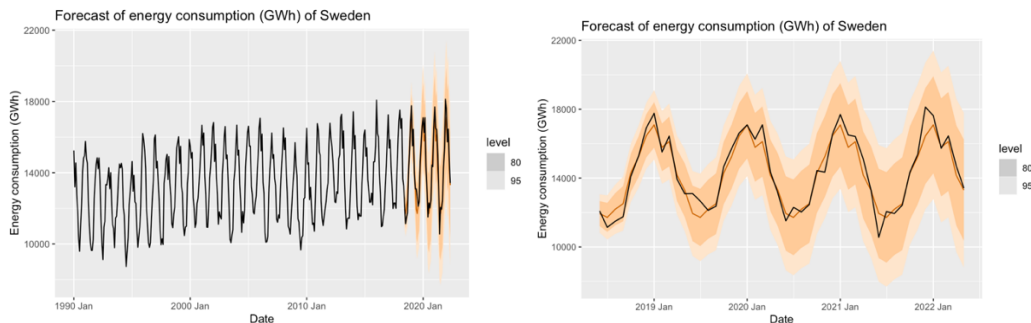 Forecast of energy consumption (GWh) of Sweden
22000
18000
14000
10000
Energy consumption (GWh)
1990 Jan
2000 Jan
2010 Jan
2020 Jan
Date
level
80
95
Forecast of energy consumption (GWh) of Sweden
22000
18000
14000
10000
Energy consumption (GWh)
2019 Jan
2020 Jan
2021 Jan
2022 Jan
Date
level
80
95